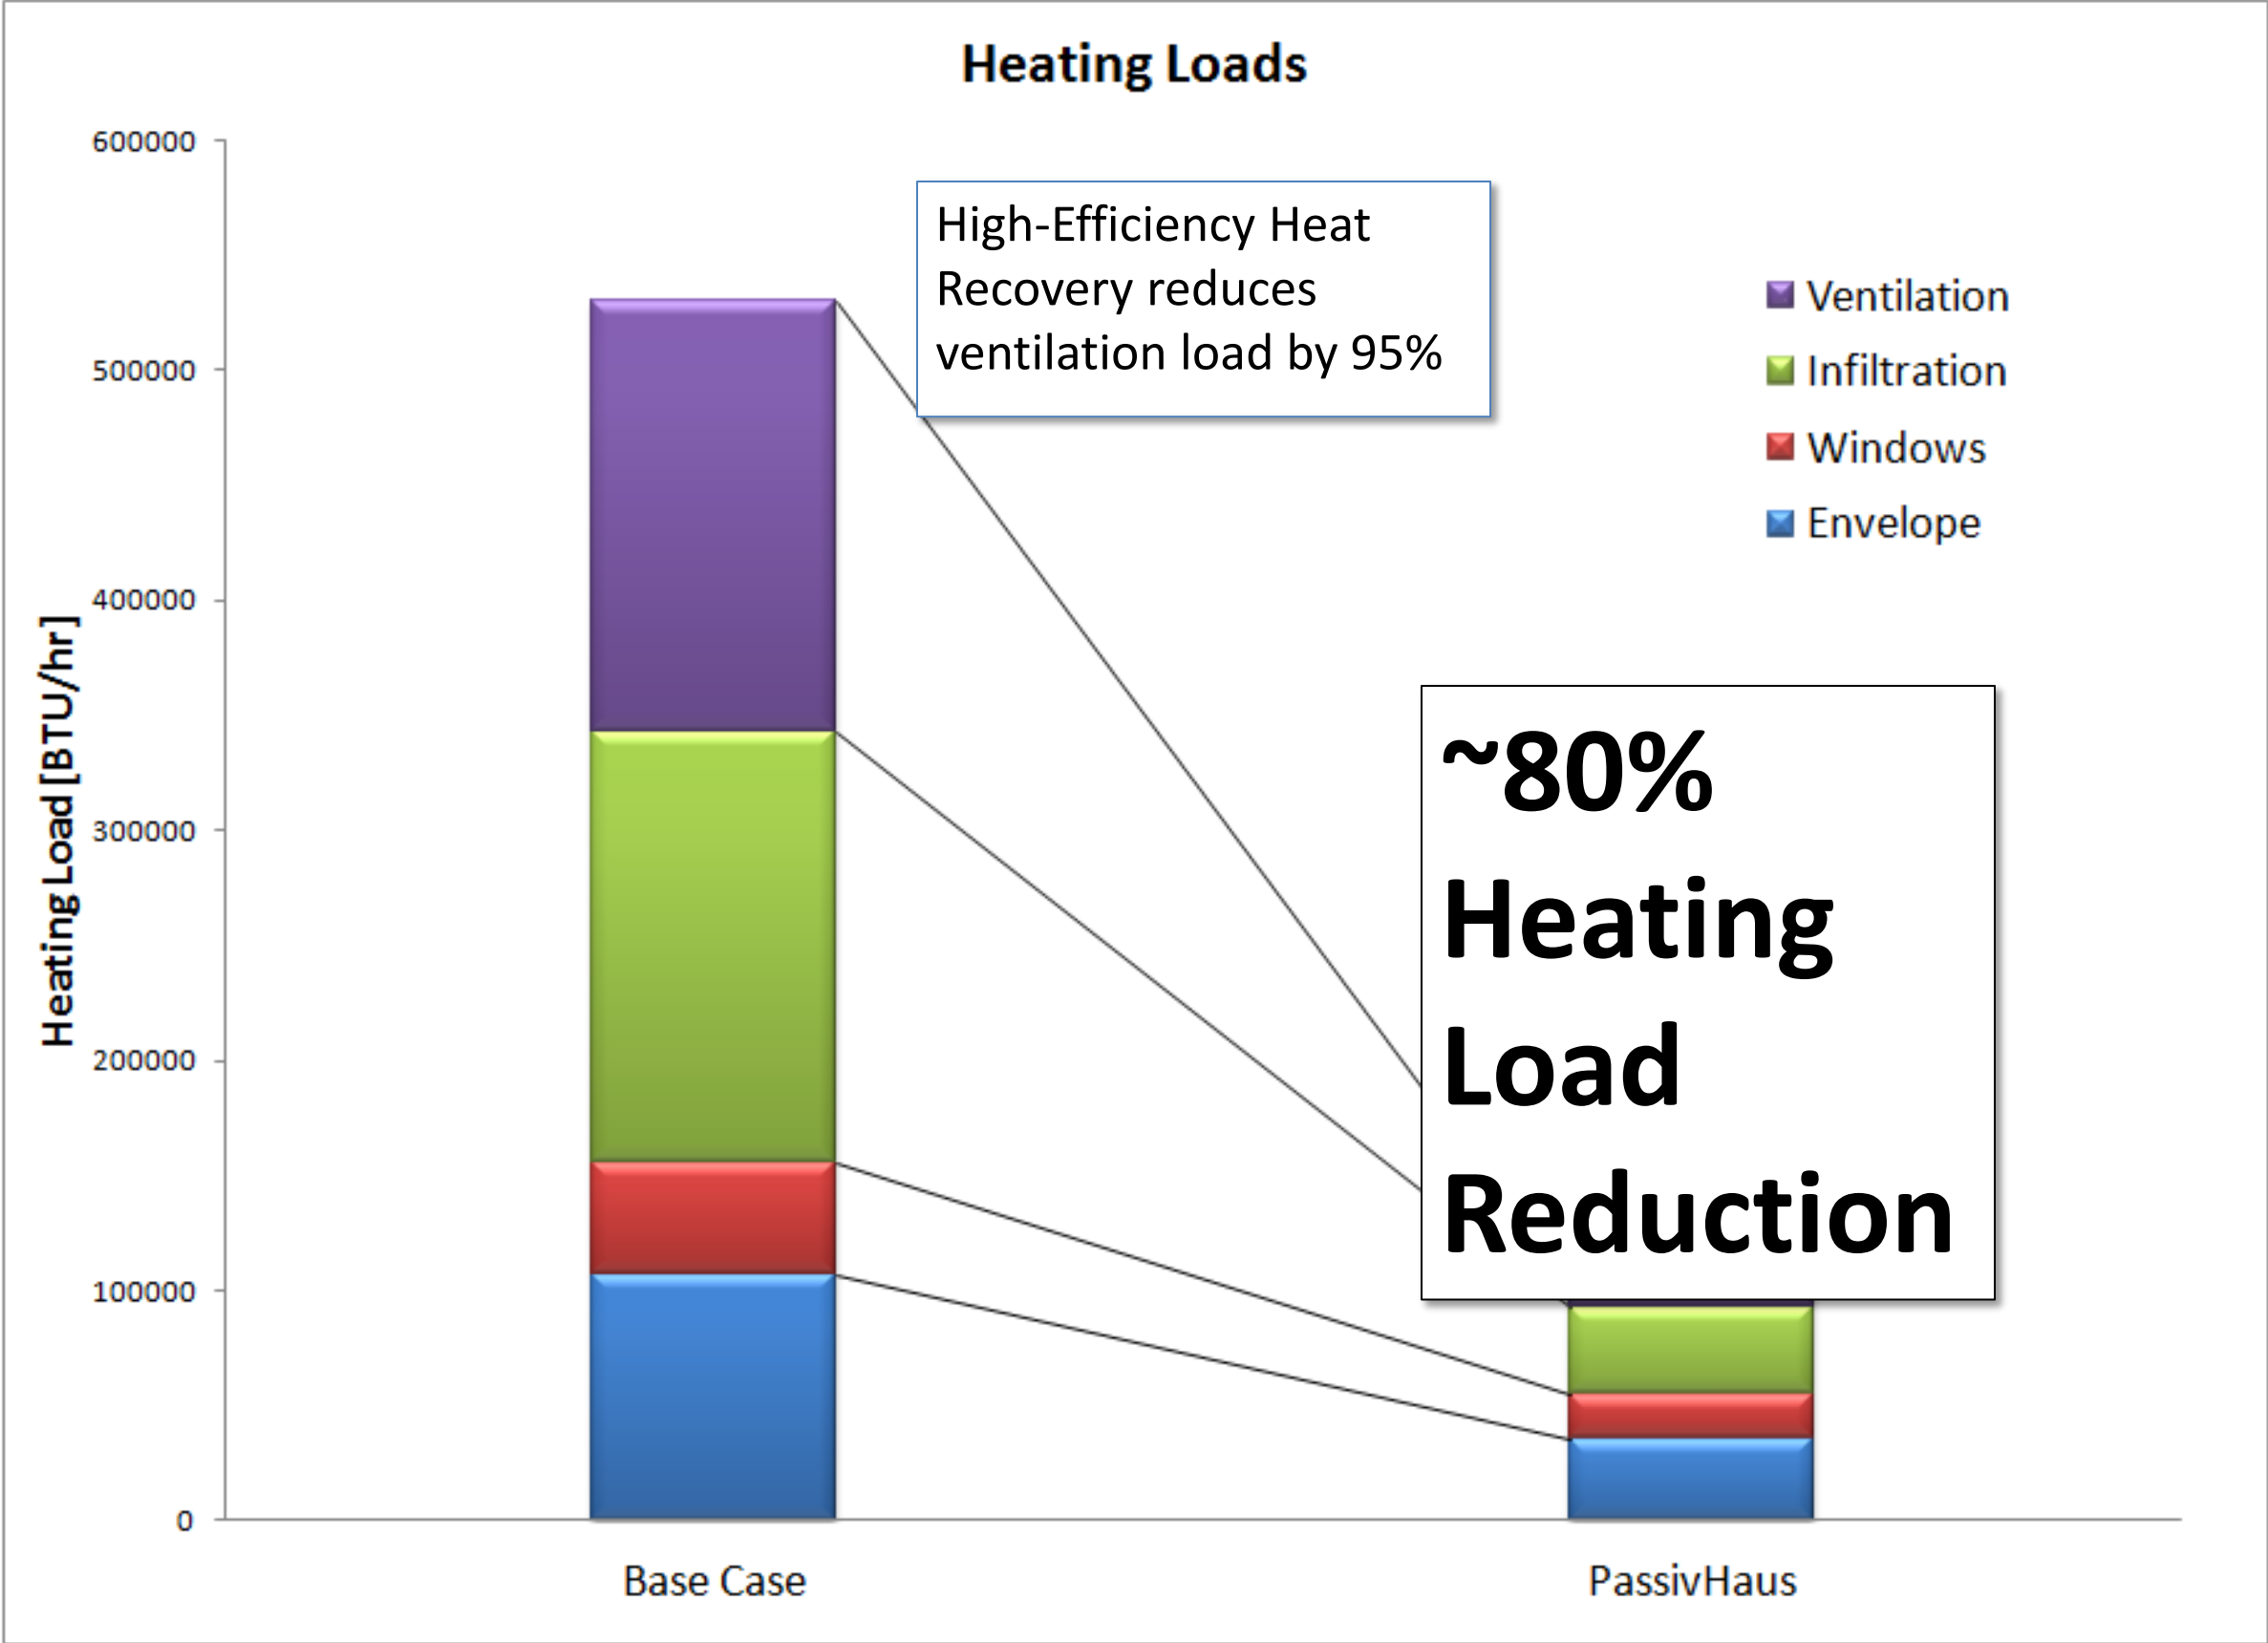 Heating Loads
600000
500000
400000
300000
200000
100000
0
Heating Load [BTU/hr]
High-Efficiency Heat
Recovery reduces
ventilation load by 95%
Ventilation
Infiltration
Windows
Envelope
~80%
Heating
Load
Reduction
Base Case
PassivHaus